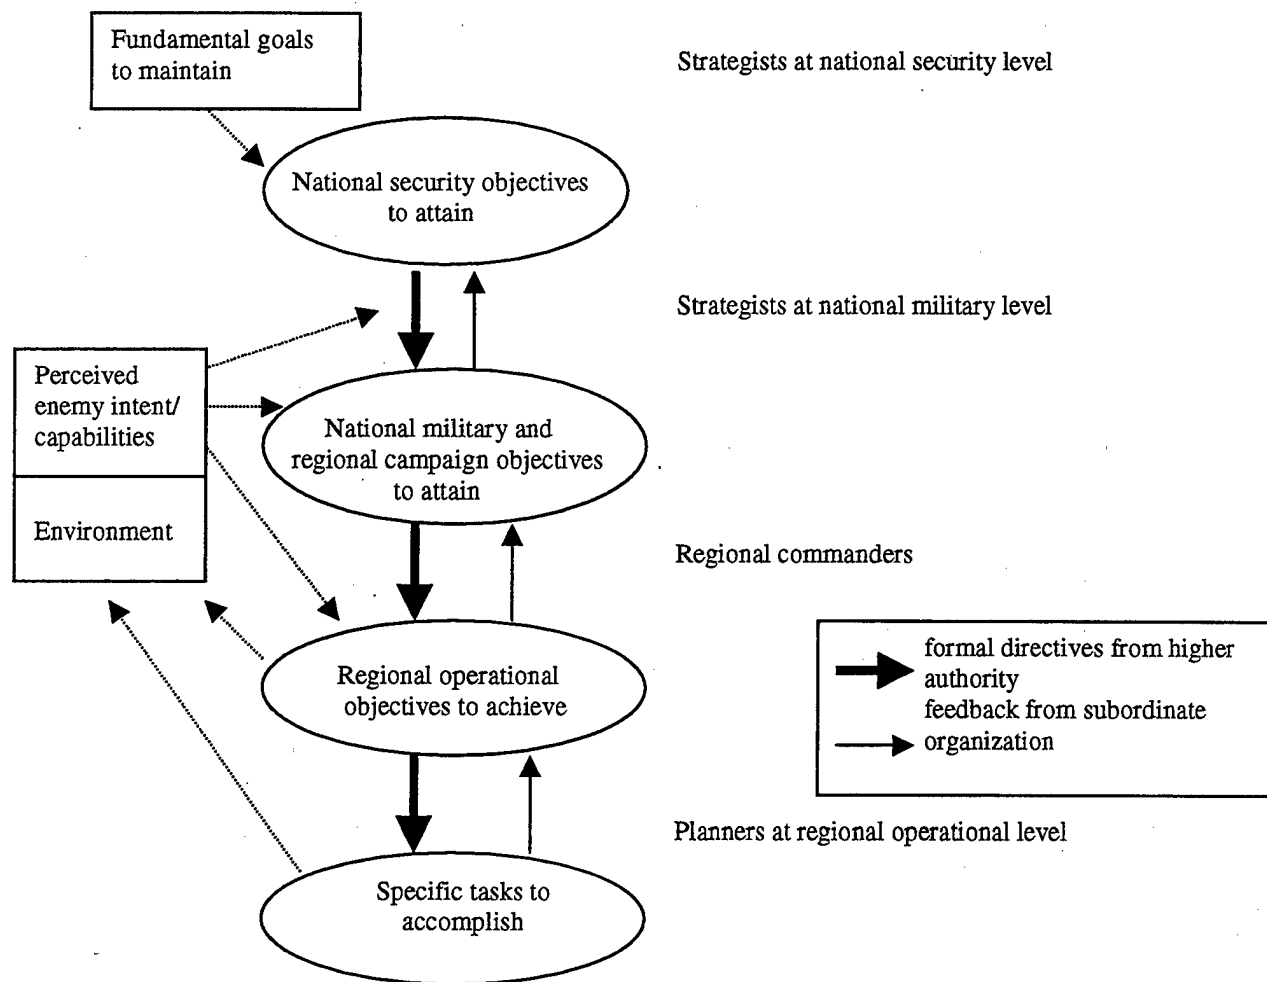 Fundamental goals
to maintain
Strategists at national security level
National security objectives
to attain
Strategists at national military level
Perceived
enemy intent/
capabilities
Environment
National military and
regional campaign objectives
to attain
Regional commanders
Regional operational
objectives to achieve
formal directives from higher
authority
feedback from subordinate
organization
Planners at regional operational level
Specific tasks to
accomplish